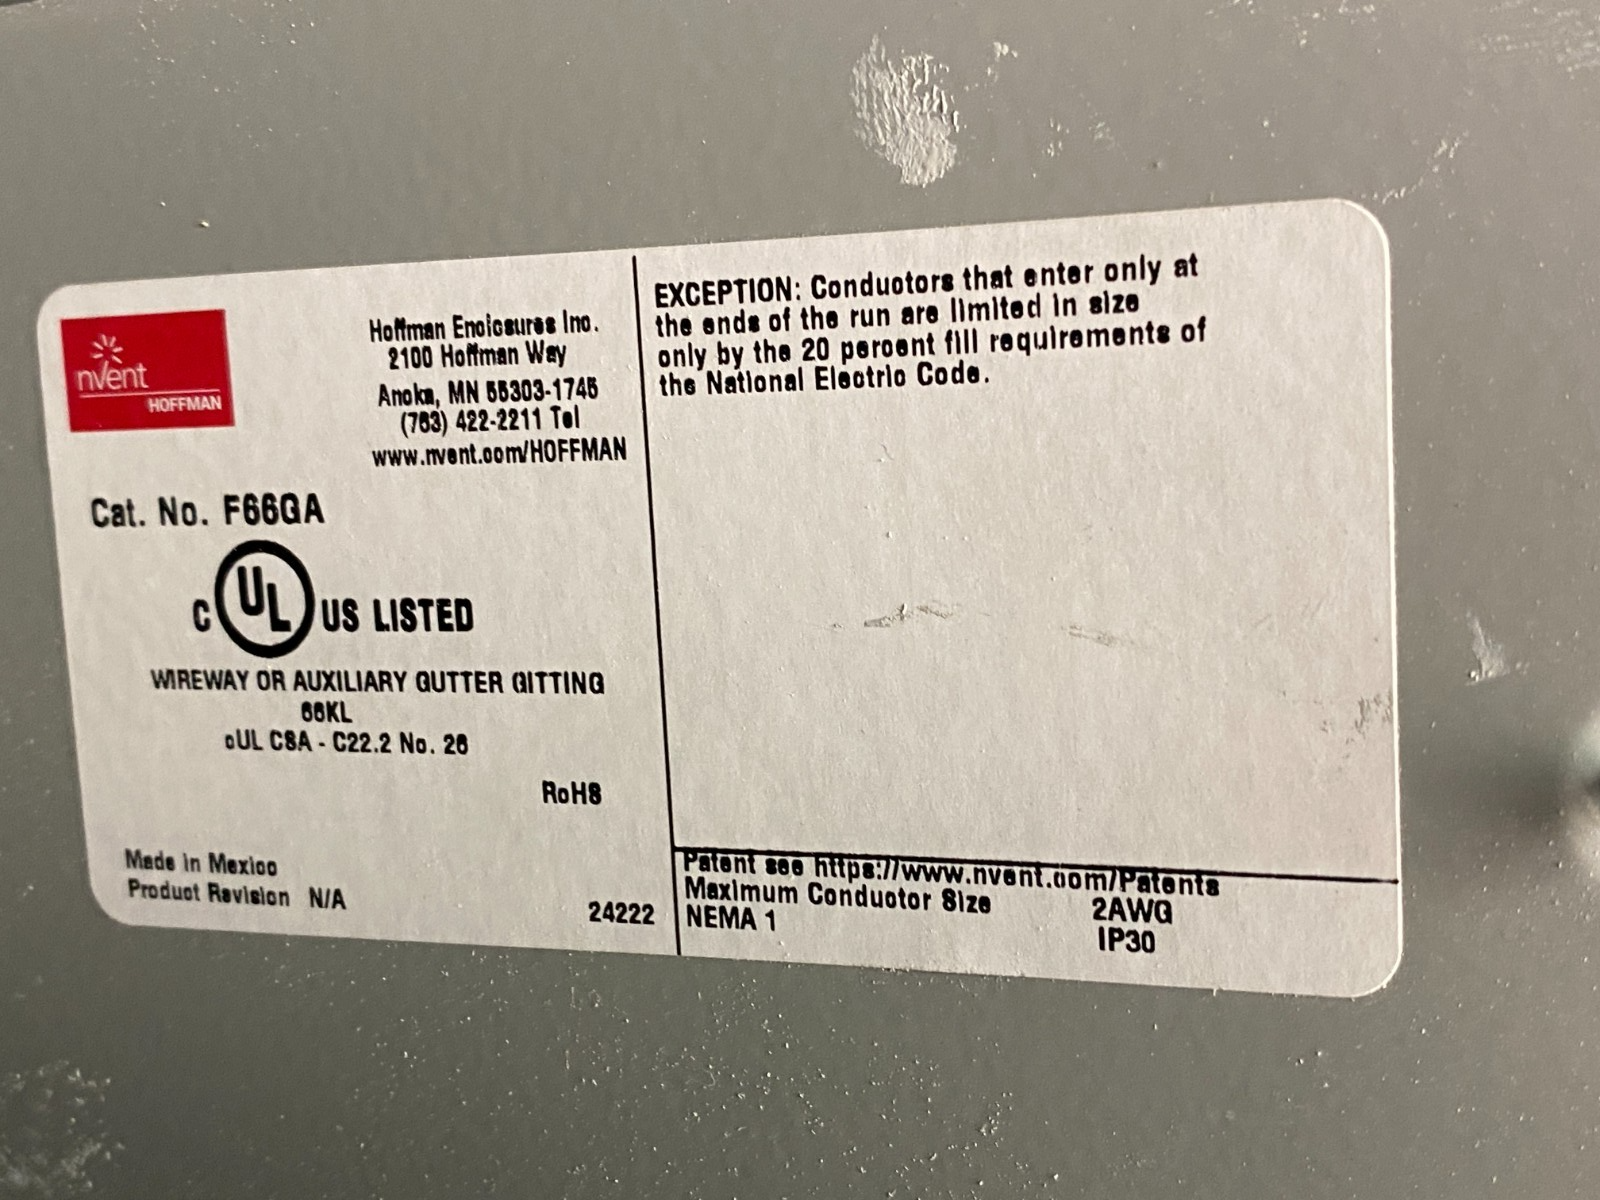 nvent
HOFFMAN
Hoffman Enclosures Inc.
2100 Hoffman Way
Anoka, MN 55303-1745
(763) 422-2211 Tel
www.nvent.com/HOFFMAN
Cat. No. F66GA
C UL US LISTED
WIREWAY OR AUXILIARY GUTTER GITTING
66KL
cUL CSA - C22.2 No. 26
RoHS
Made in Mexico
Product Revision N/A
24222
EXCEPTION: Conductors that enter only at
the ends of the run are limited in size
only by the 20 percent fill requirements of
the National Electric Code.
Patent see https://www.nvent.com/Patents
Maximum Conductor Size 2AWG
NEMA 1 IP30